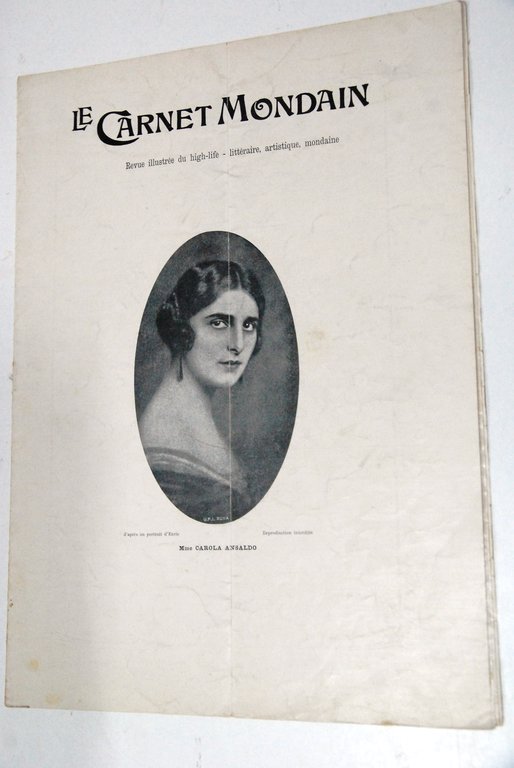 LE CARNET MONDAIN
Revue illustrée du high-life - littéraire, artistique, mondaine
d'après un portrait d'Enrie
Reproduction interdite
Mme CAROLA ANSALDO